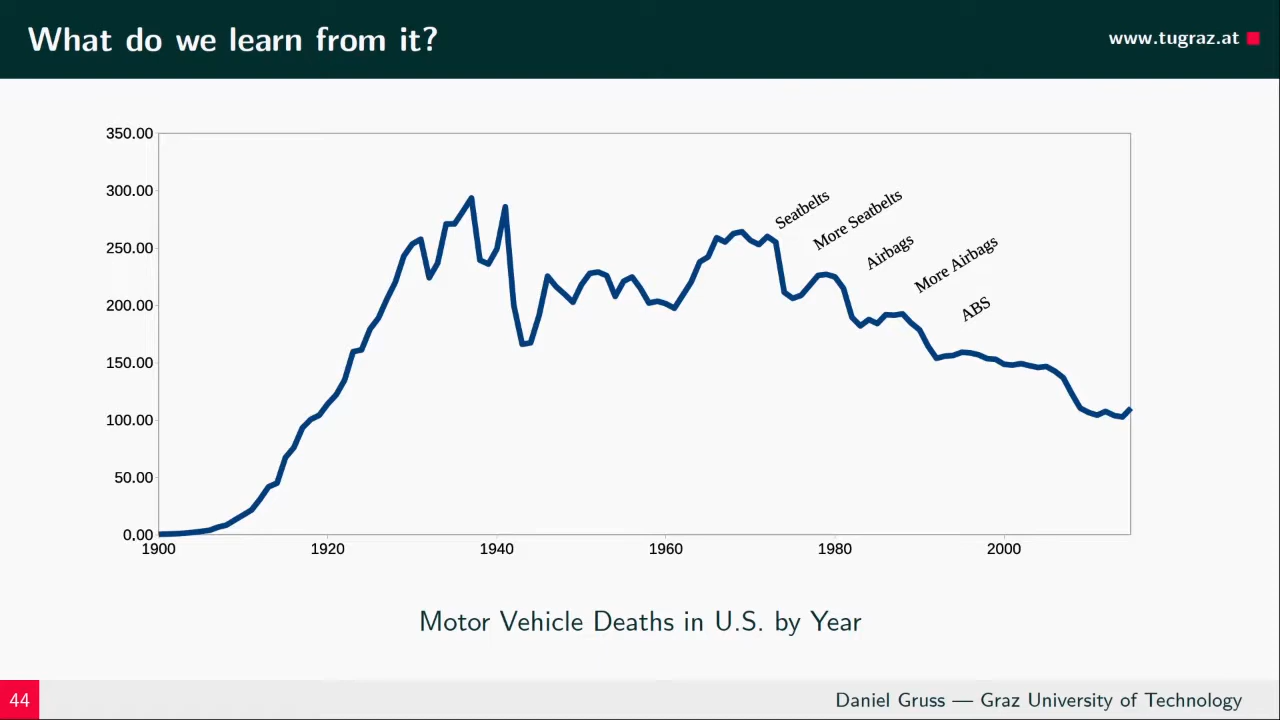 What do we learn from it?
www.tugraz.at
350.00
300.00
250.00
200.00
150.00
100.00
50.00
0.00
Seatbelts
More Seatbelts
Airbags
More Airbags
ABS
1900
1920
1940
1960
1980
2000
Motor Vehicle Deaths in U.S. by Year
44
Daniel Gruss — Graz University of Technology